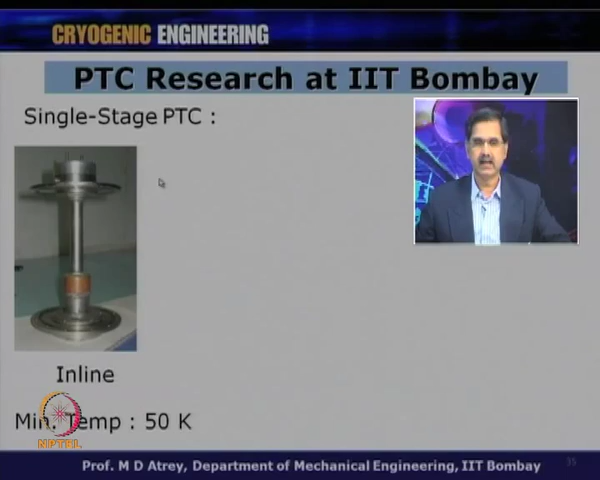 CRYOGENIC ENGINEERING
PTC Research at IIT Bombay
Single-Stage PTC :
Inline
Min. Temp : 50 K
NPTEL
Prof. M D Atrey, Department of Mechanical Engineering, IIT Bombay
35